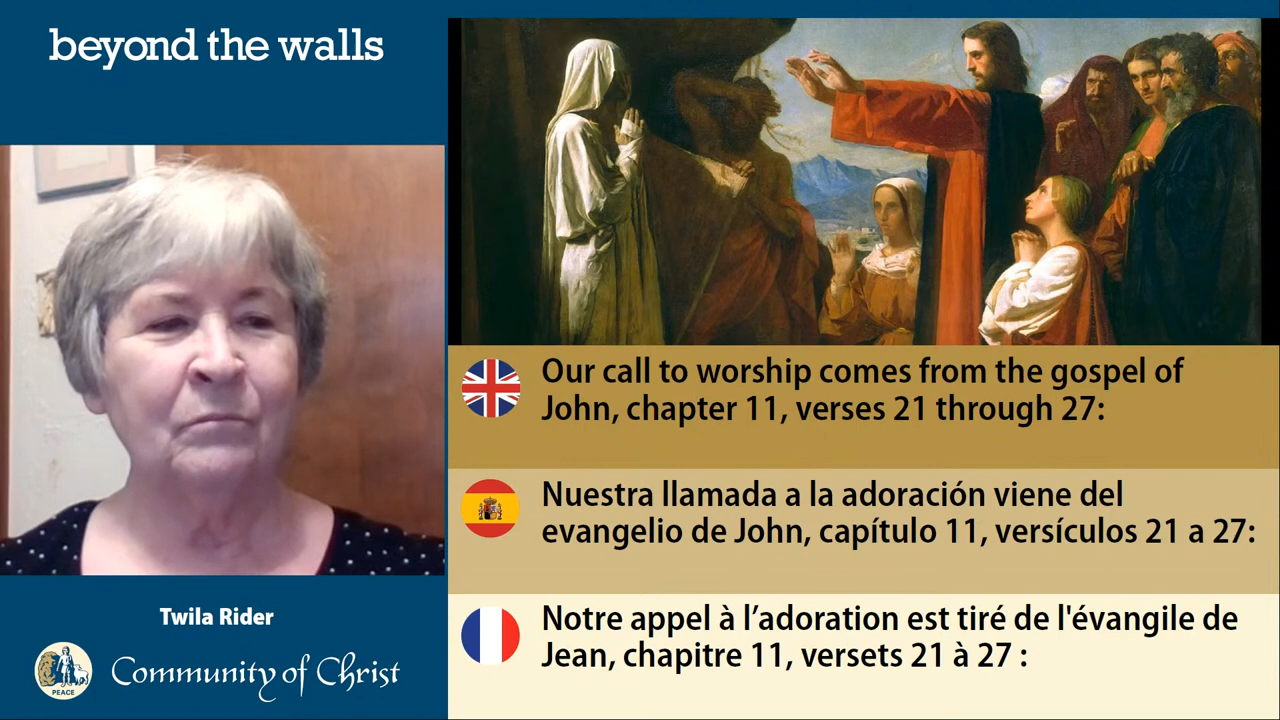 beyond the walls
Twila Rider
PEACE
Community of Christ
Our call to worship comes from the gospel of
John, chapter 11, verses 21 through 27:
Nuestra llamada a la adoración viene del
evangelio de John, capítulo 11, versículos 21 a 27:
Notre appel à l’adoration est tiré de l'évangile de
Jean, chapitre 11, versets 21 à 27 :